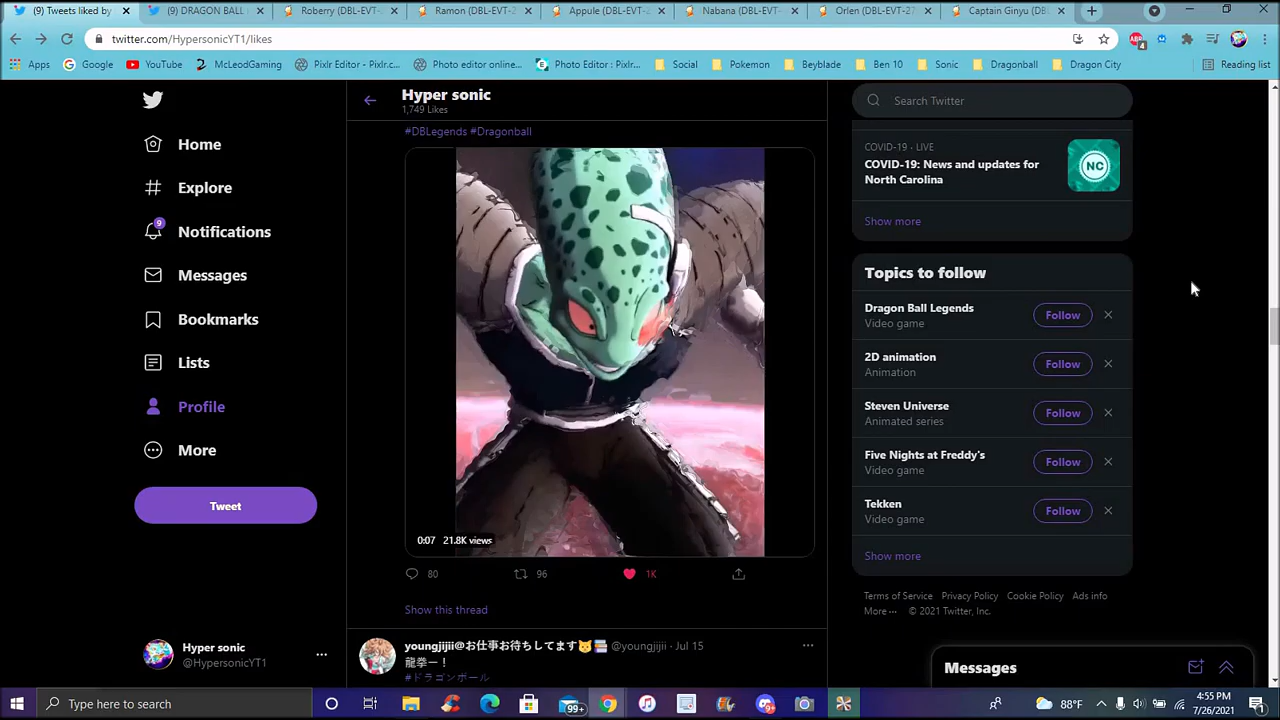 (9) Tweets liked by
(9) DRAGON BALL
Roberry (DBL-EVT-
Ramon (DBL-EVT-2
Appule (DBL-EVT-2
Nabana (DBL-EVT-
Orlen (DBL-EVT-27
Captain Ginyu (DB
twitter.com/HypersonicYT1/likes
ABP
4
Apps
Google
YouTube
McLeodGaming
Pixlr Editor - Pixlr.c...
Photo editor online...
Photo Editor : Pixlr...
Social
Pokemon
Beyblade
Ben 10
Sonic
Dragonball
Dragon City
Reading list
Home
Explore
9
Notifications
Messages
Bookmarks
Lists
Profile
More
Tweet
Hyper sonic
@HypersonicYT1
Hyper sonic
1,749 Likes
#DBLegends #Dragonball
0:07 21.8K views
80
96
1K
Show this thread
youngjijii@お仕事お待ちしてます @youngjijii · Jul 15
龍拳ー！
#ドラゴンボール
Search Twitter
COVID-19 · LIVE
COVID-19: News and updates for
North Carolina
NC
Show more
Topics to follow
Dragon Ball Legends
Video game
Follow
2D animation
Animation
Follow
Steven Universe
Animated series
Follow
Five Nights at Freddy's
Video game
Follow
Tekken
Video game
Follow
Show more
Terms of Service Privacy Policy Cookie Policy Ads info
More © 2021 Twitter, Inc.
Messages
Type here to search
99+
88°F
4:55 PM
7/26/2021
1